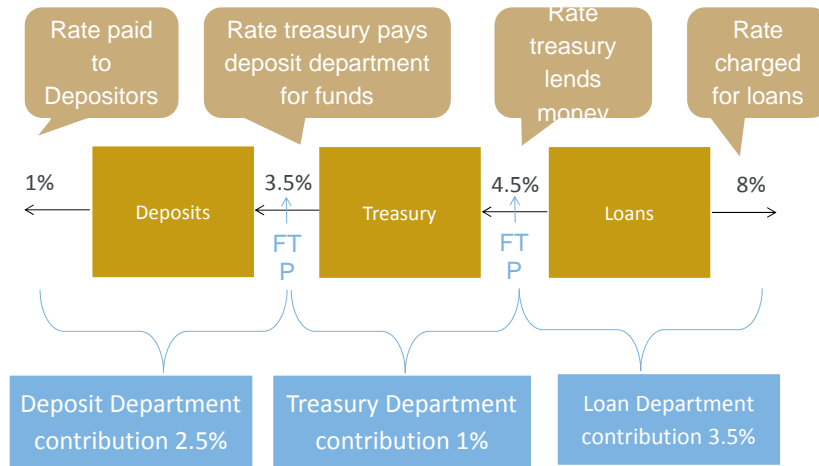 Rate paid
to
Depositors
Rate treasury pays
deposit department
for funds
Rate
treasury
lends
money
Rate
charged
for loans
1%
Deposits
3.5%
Treasury
4.5%
Loans
8%
FT
P
FT
P
Deposit Department
contribution 2.5%
Treasury Department
contribution 1%
Loan Department
contribution 3.5%